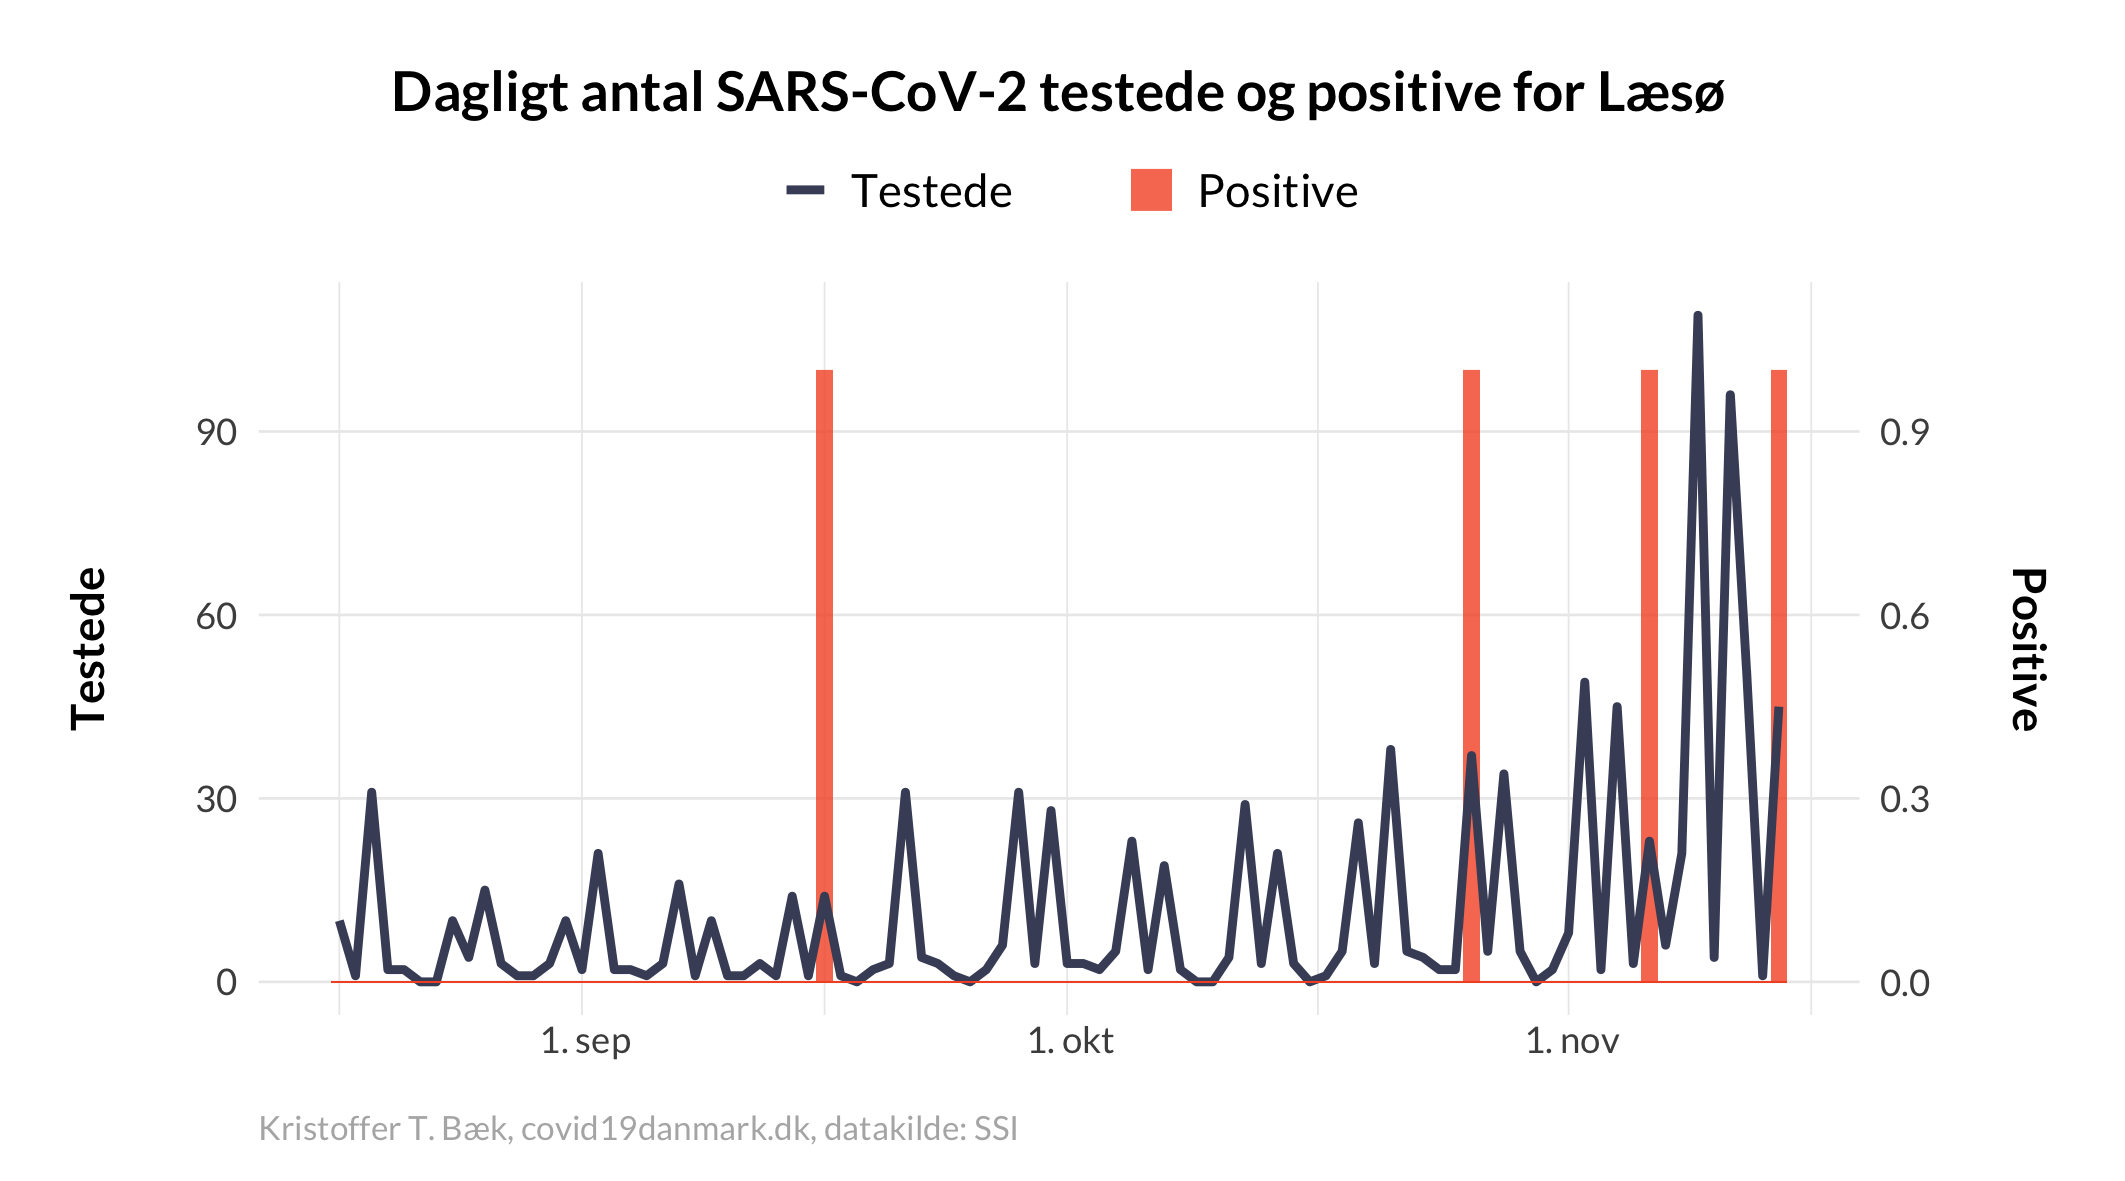 Dagligt antal SARS-CoV-2 testede og positive for Læsø
Testede
Positive
90
60
30
0
0.9
0.6
0.3
0.0
Testede
Positive
1. sep
1. okt
1. nov
Kristoffer T. Bæk, covid19danmark.dk, datakilde: SSI